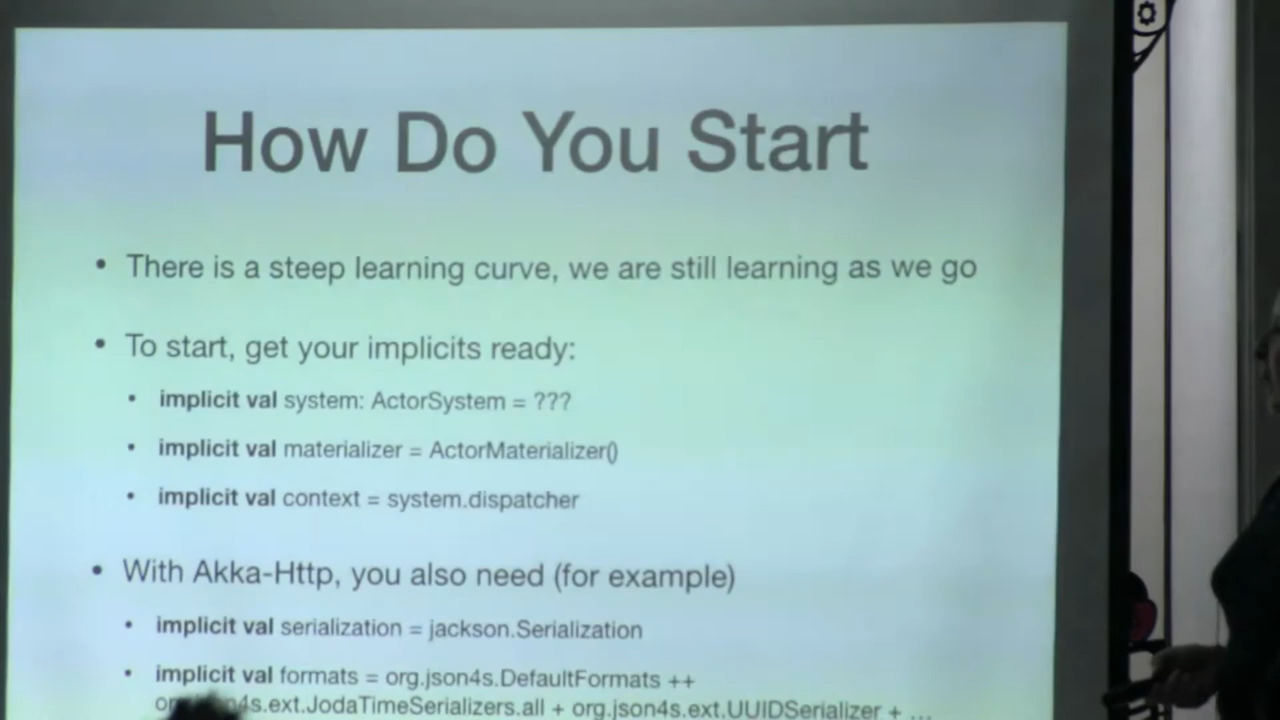 How Do You Start
• There is a steep learning curve, we are still learning as we go
• To start, get your implicits ready:
• implicit val system: ActorSystem = ???
• implicit val materializer = ActorMaterializer()
• implicit val context = system.dispatcher
• With Akka-Http, you also need (for example)
• implicit val serialization = jackson.Serialization
• implicit val formats = org.json4s.DefaultFormats ++
.ext.JodaTimeSerializers.all + org.json4s.ext.UUIDSerializer + ...